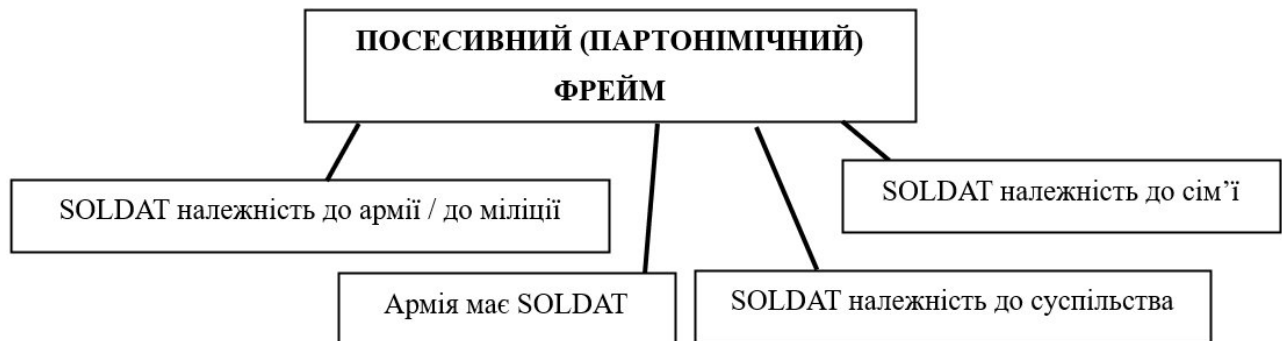 ПОСЕСИВНИЙ (ПАРТОНІМІЧНИЙ)
ФРЕЙМ
SOLDAT належність до сім’ї
SOLDAT належність до армії / до міліції
Армія має SOLDAT
SOLDAT належність до суспільства